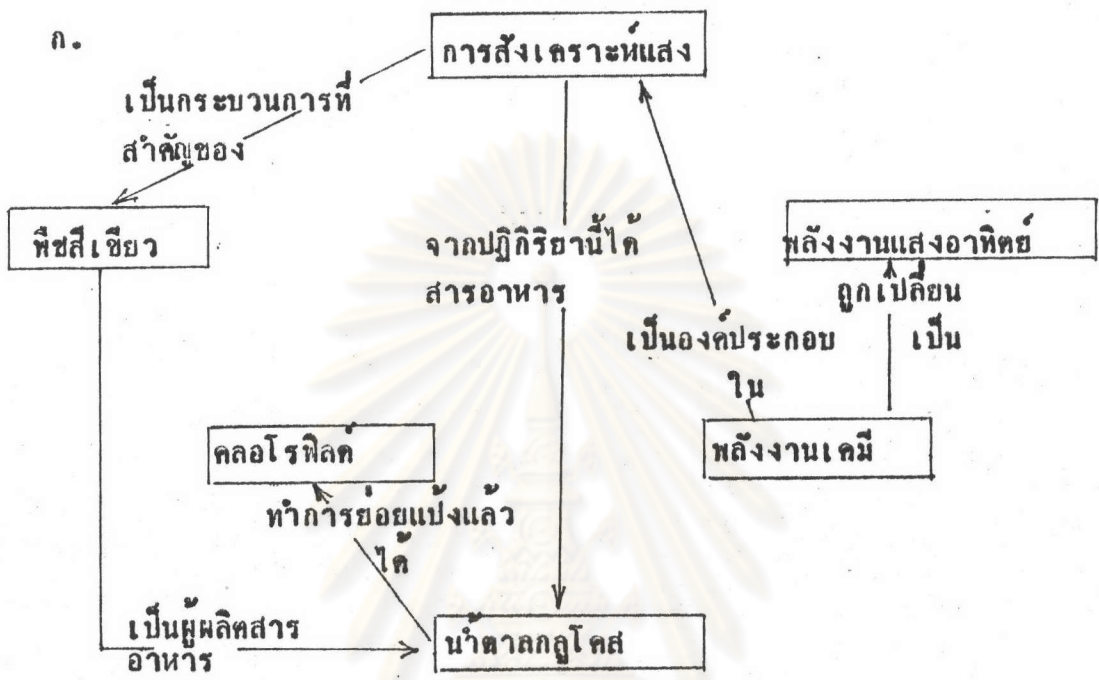 ก.
การสังเคราะห์แสง
เป็นกระบวนการที่
สำคัญของ
พืชสีเขียว
จากปฏิกิริยานี้ได้
สารอาหาร
พลังงานแสงอาทิตย์
ถูกเปลี่ยน
เป็น
เป็นองค์ประกอบ
ใน
พลังงานเคมี
คลอโรฟิลด์
ทำการย่อยแป้งแล้ว
ได้
เป็นผู้ผลิตสาร
อาหาร
น้ำตาลกลูโคส